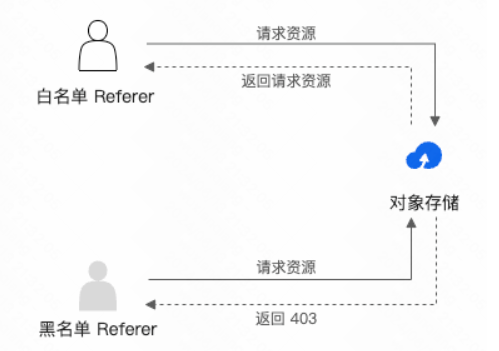 请求资源
返回请求资源
白名单 Referer
对象存储
请求资源
返回 403
黑名单 Referer